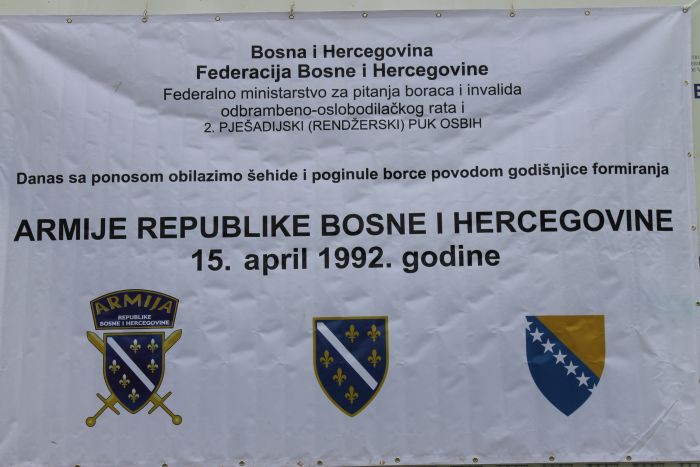 Bosna i Hercegovina
Federacija Bosne i Hercegovine
Federalno ministarstvo za pitanja boraca i invalida
odbrambeno-oslobodilačkog rata i
2. PJEŠADIJSKI (RENDŽERSKI) PUK OSBIH
Danas sa ponosom obilazimo šehide i poginule borce povodom godišnjice formiranja
ARMIJE REPUBLIKE BOSNE I HERCEGOVINE
15. april 1992. godine
ARMIJA
REPUBLIKE
BOSNE I HERCEGOVINE